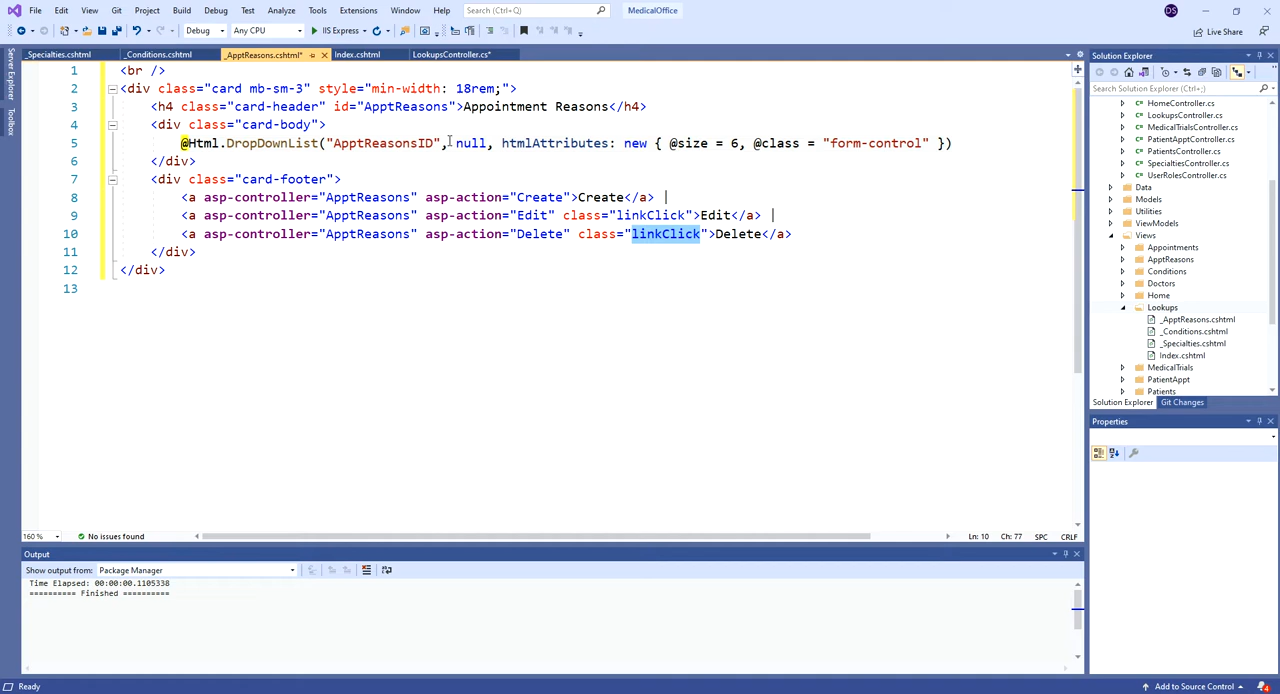 File Edit View Git Project Build Debug Test Analyze Tools Extensions Window Help Search (Ctrl+Q) MedicalOffice DS
Debug Any CPU IIS Express Live Share
_Specialties.cshtml _Conditions.cshtml _ApptReasons.cshtml* Index.cshtml LookupsController.cs*
Server Explorer
Toolbox
1 <br />
2 <div class="card mb-sm-3" style="min-width: 18rem;">
3 <h4 class="card-header" id="ApptReasons">Appointment Reasons</h4>
4 <div class="card-body">
5 @Html.DropDownList("ApptReasonsID", null, htmlAttributes: new { @size = 6, @class = "form-control" })
6 </div>
7 <div class="card-footer">
8 <a asp-controller="ApptReasons" asp-action="Create">Create</a> |
9 <a asp-controller="ApptReasons" asp-action="Edit" class="linkClick">Edit</a> |
10 <a asp-controller="ApptReasons" asp-action="Delete" class="linkClick">Delete</a>
11 </div>
12 </div>
13
160 % No issues found Ln: 10 Ch: 77 SPC CRLF
Output
Show output from: Package Manager
Time Elapsed: 00:00:00.1105338
========== Finished ==========
Solution Explorer
Search Solution Explorer (Ctrl+;)
HomeController.cs
LookupsController.cs
MedicalTrialsController.cs
PatientApptController.cs
PatientsController.cs
SpecialtiesController.cs
UserRolesController.cs
Data
Models
Utilities
ViewModels
Views
Appointments
ApptReasons
Conditions
Doctors
Home
Lookups
_ApptReasons.cshtml
_Conditions.cshtml
_Specialties.cshtml
Index.cshtml
MedicalTrials
PatientAppt
Patients
Solution Explorer Git Changes
Properties
Ready Add to Source Control 4